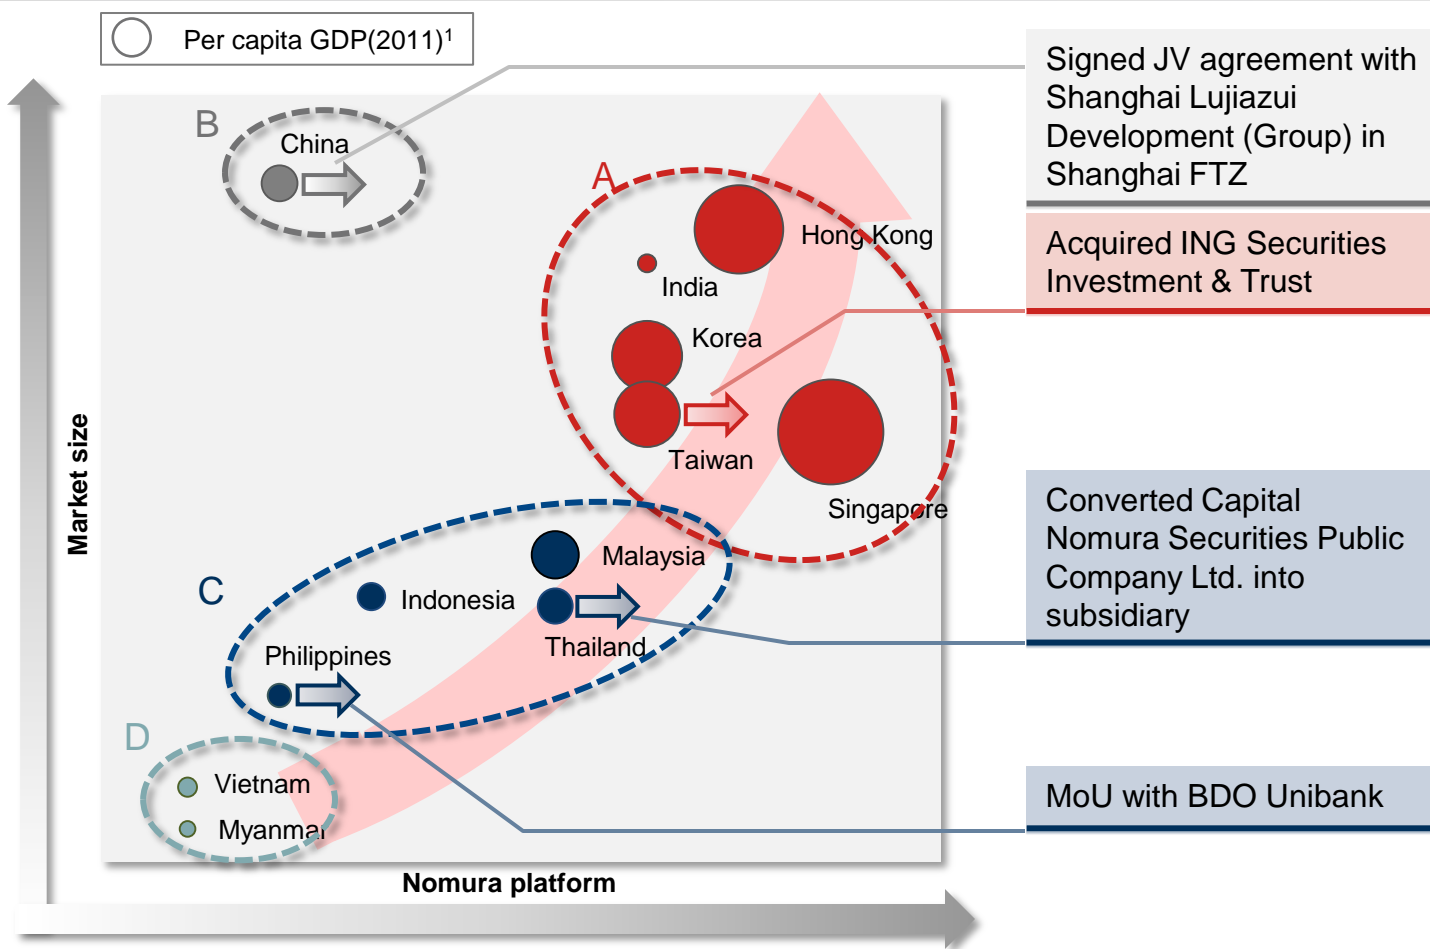 Per capita GDP(2011)1
Signed JV agreement with
Shanghai Lujiazui
Development (Group) in
Shanghai FTZ
B
China
A
Hong Kong
Acquired ING Securities
Investment & Trust
India
Korea
Taiwan
Singapore
Market size
Converted Capital
Nomura Securities Public
Company Ltd. into
subsidiary
C
Malaysia
Indonesia
Thailand
Philippines
D
Vietnam
Myanmar
MoU with BDO Unibank
Nomura platform